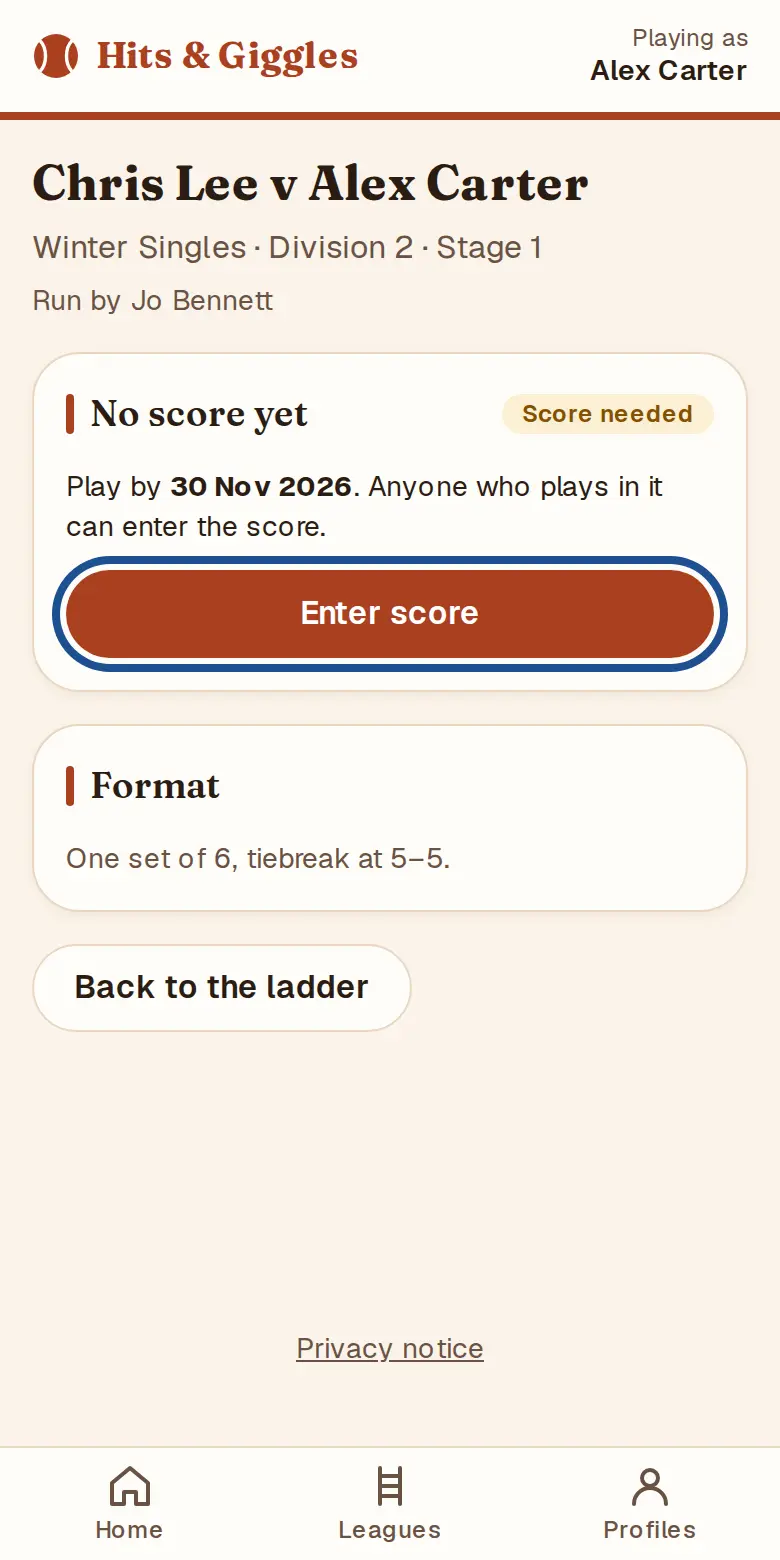 Hits & Giggles
Playing as
Alex Carter
Chris Lee v Alex Carter
Winter Singles · Division 2 · Stage 1
Run by Jo Bennett
No score yet
Score needed
Play by 30 Nov 2026. Anyone who plays in it
can enter the score.
Enter score
Format
One set of 6, tiebreak at 5–5.
Back to the ladder
Privacy notice
Home
Leagues
Profiles